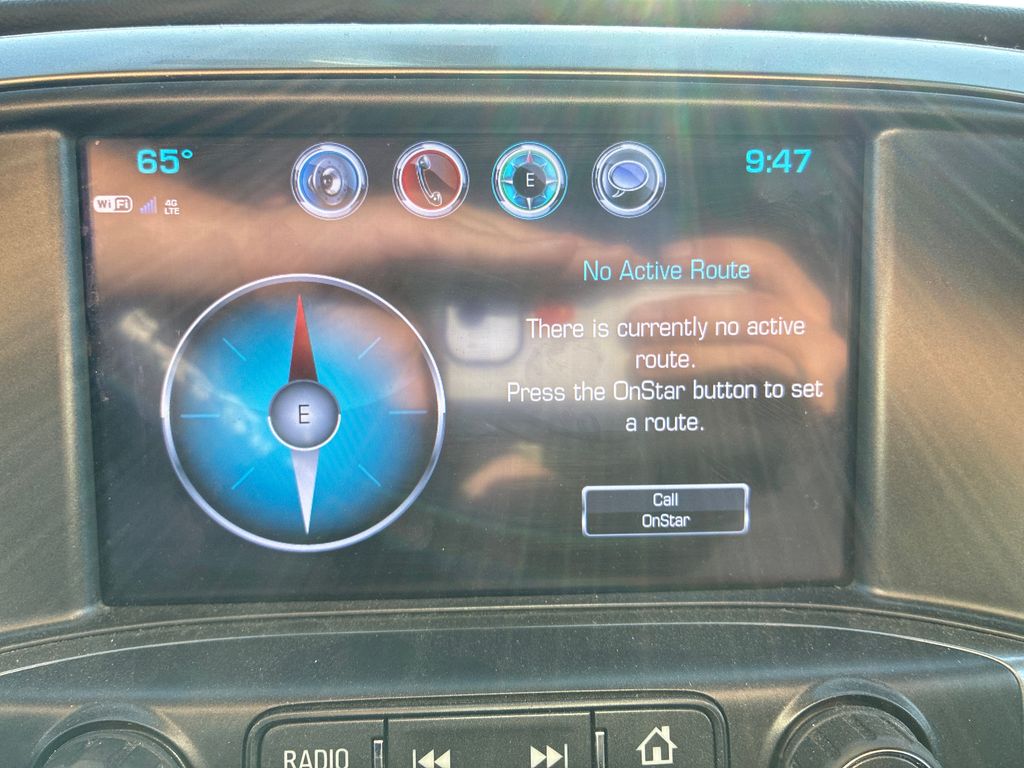 65°
9:47
WiFi
4G
LTE
E
No Active Route
There is currently no active
route.
Press the OnStar button to set
a route.
E
Call
OnStar
RADIO